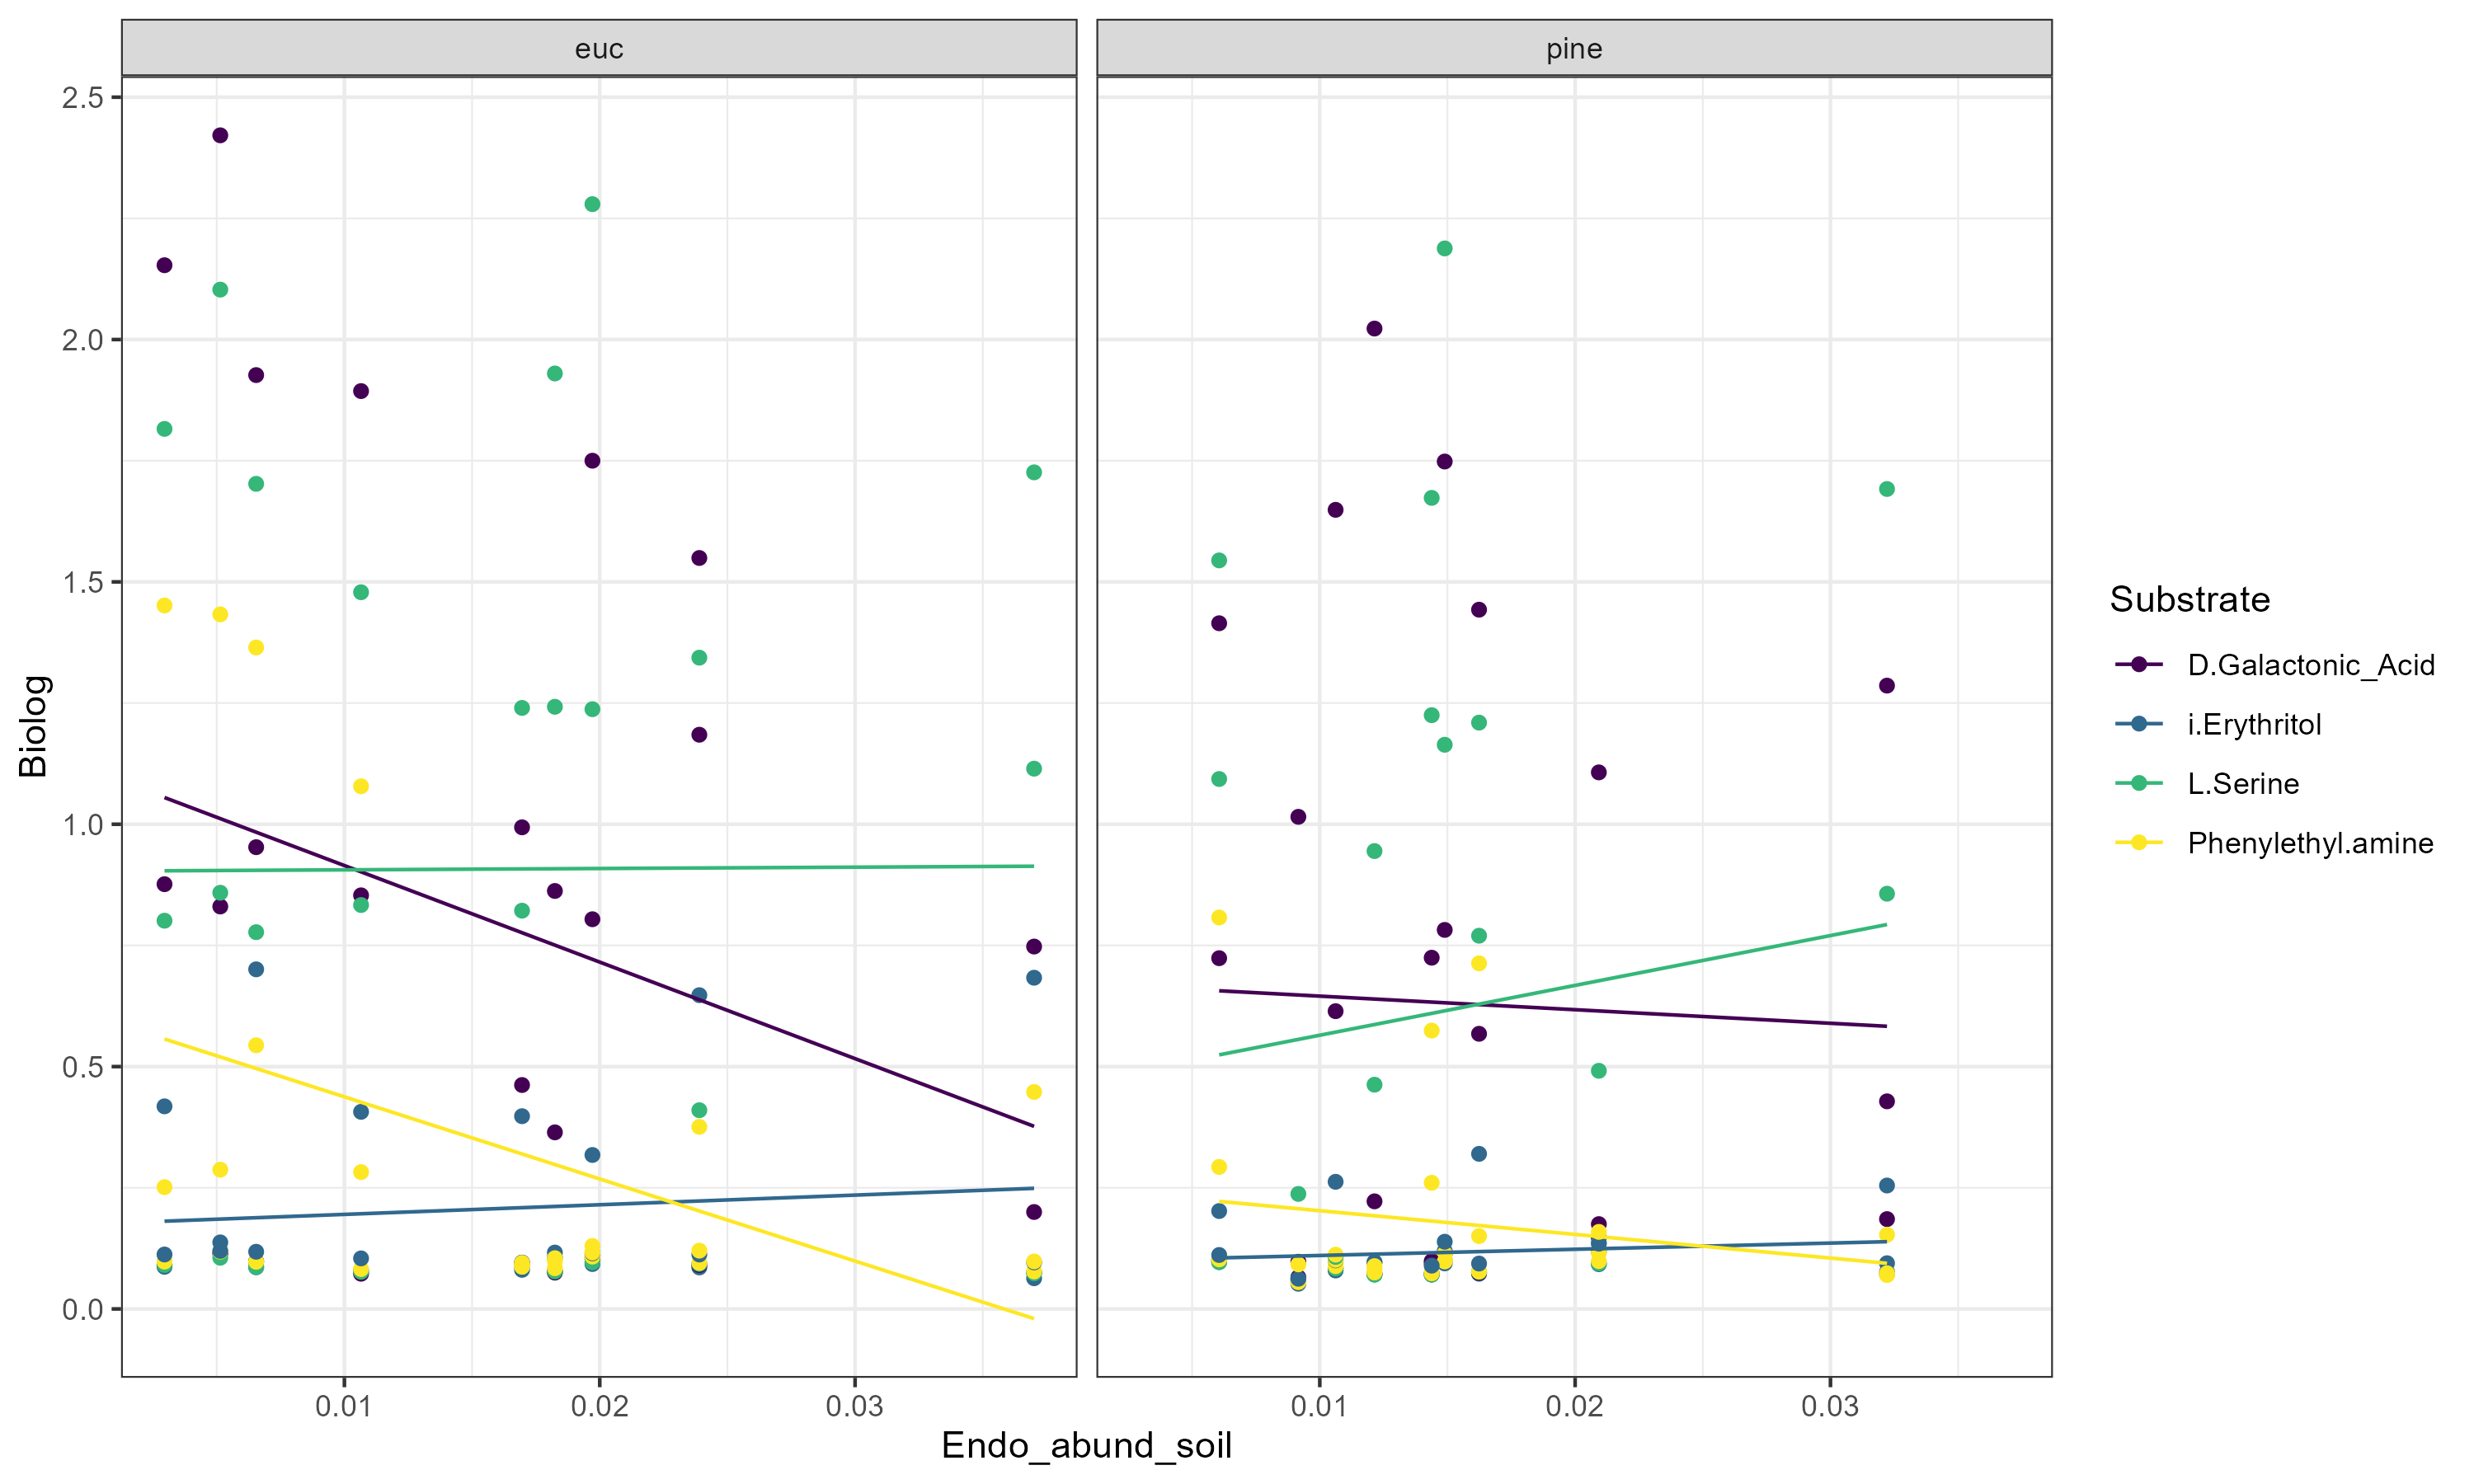 euc
pine
2.5
2.0
1.5
1.0
0.5
0.0
Biolog
0.01
0.02
0.03
0.01
0.02
0.03
Endo_abund_soil
Substrate
D.Galactonic_Acid
i.Erythritol
L.Serine
Phenylethyl.amine